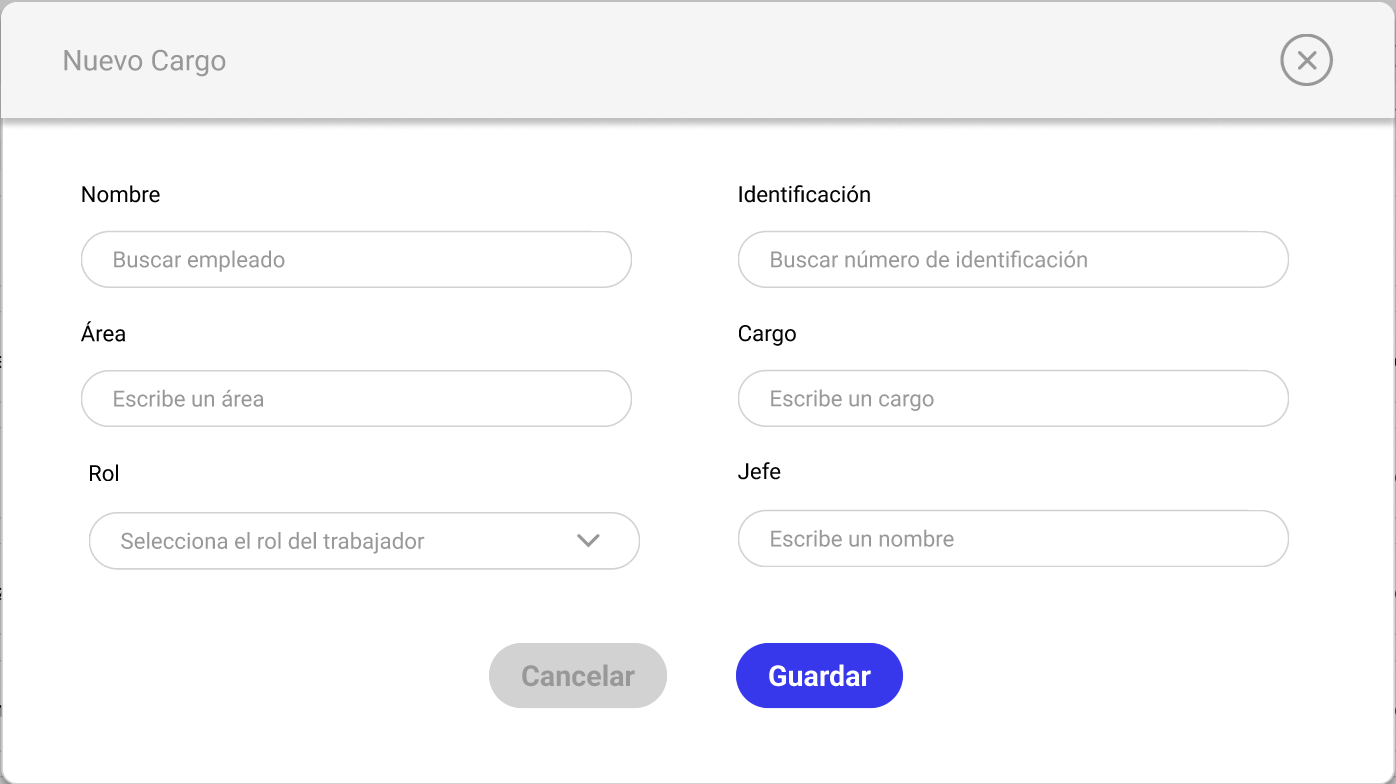 Nuevo Cargo
Nombre
Identificación
Buscar empleado
Buscar número de identificación
Área
Cargo
Escribe un área
Escribe un cargo
Rol
Jefe
Selecciona el rol del trabajador
Escribe un nombre
Cancelar
Guardar